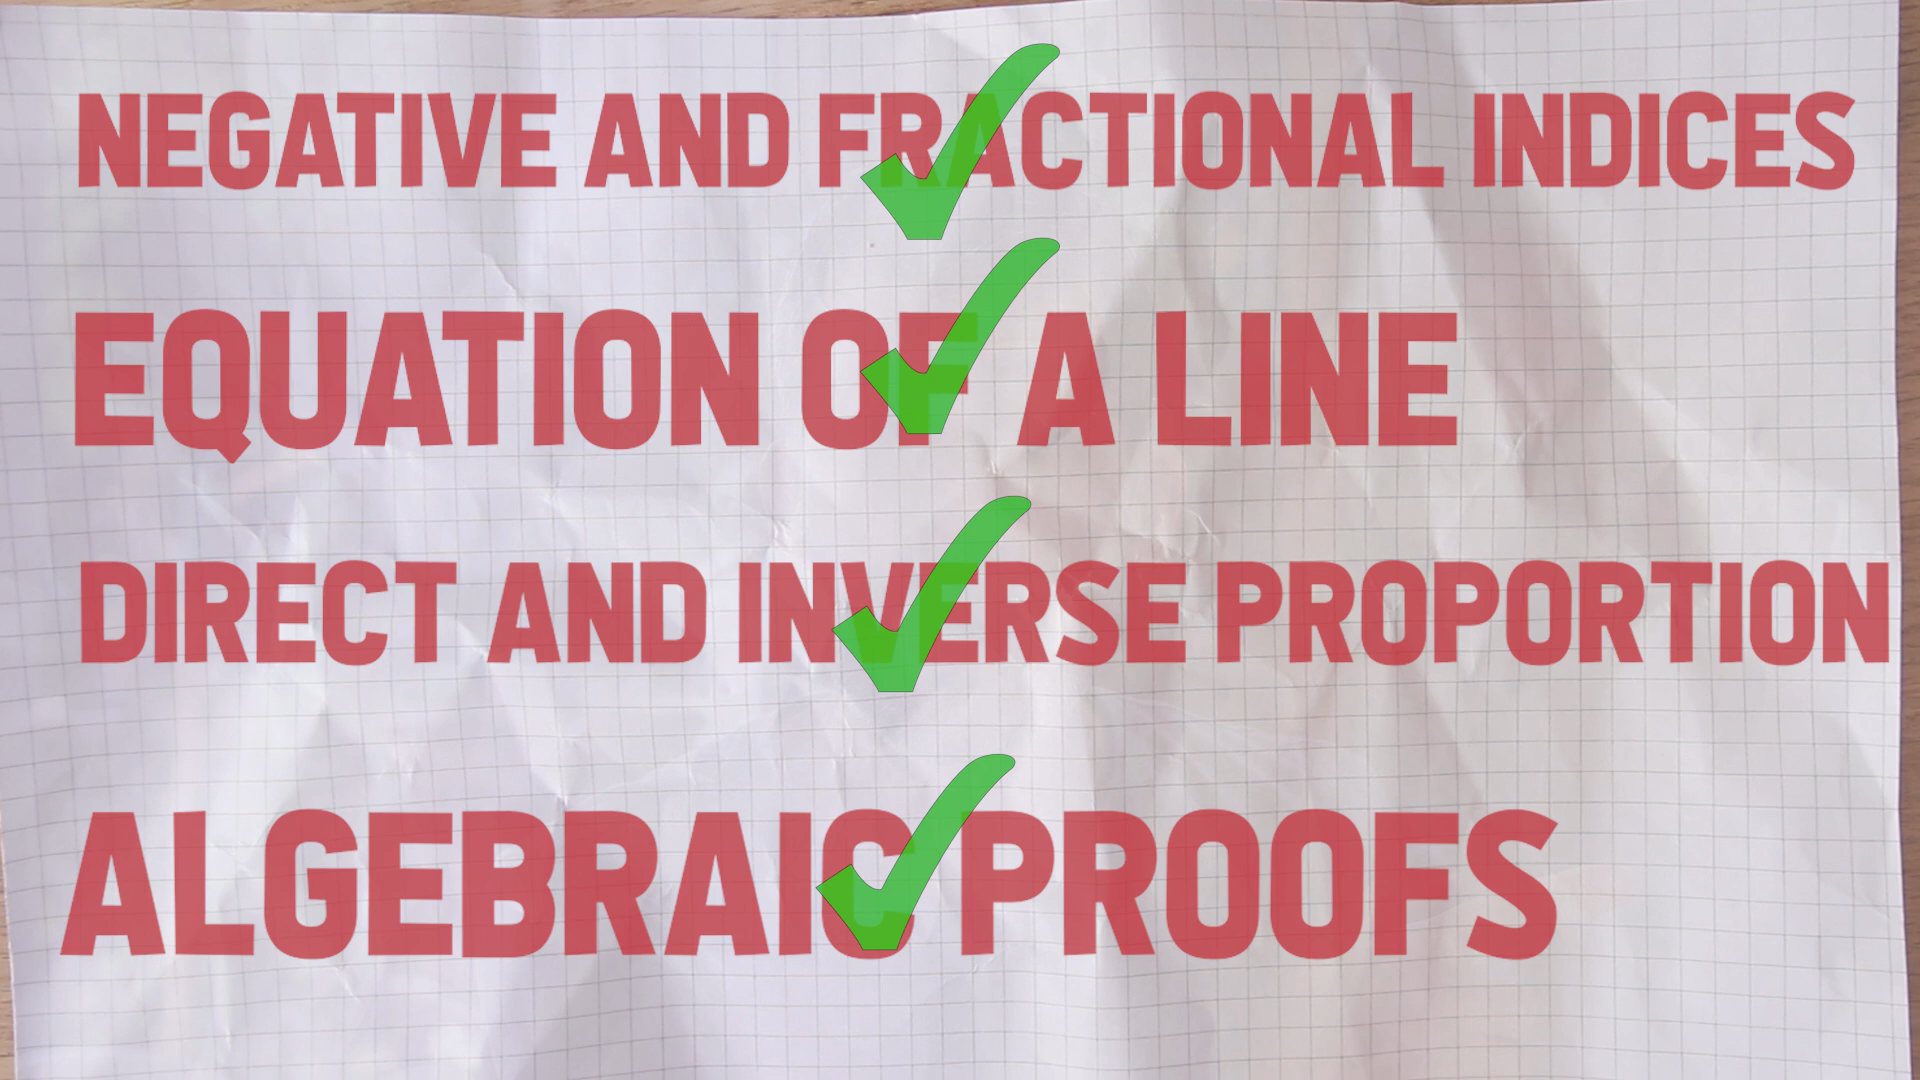 NEGATIVE AND FRACTIONAL INDICES
EQUATION OF A LINE
DIRECT AND INVERSE PROPORTION
ALGEBRAIC PROOFS